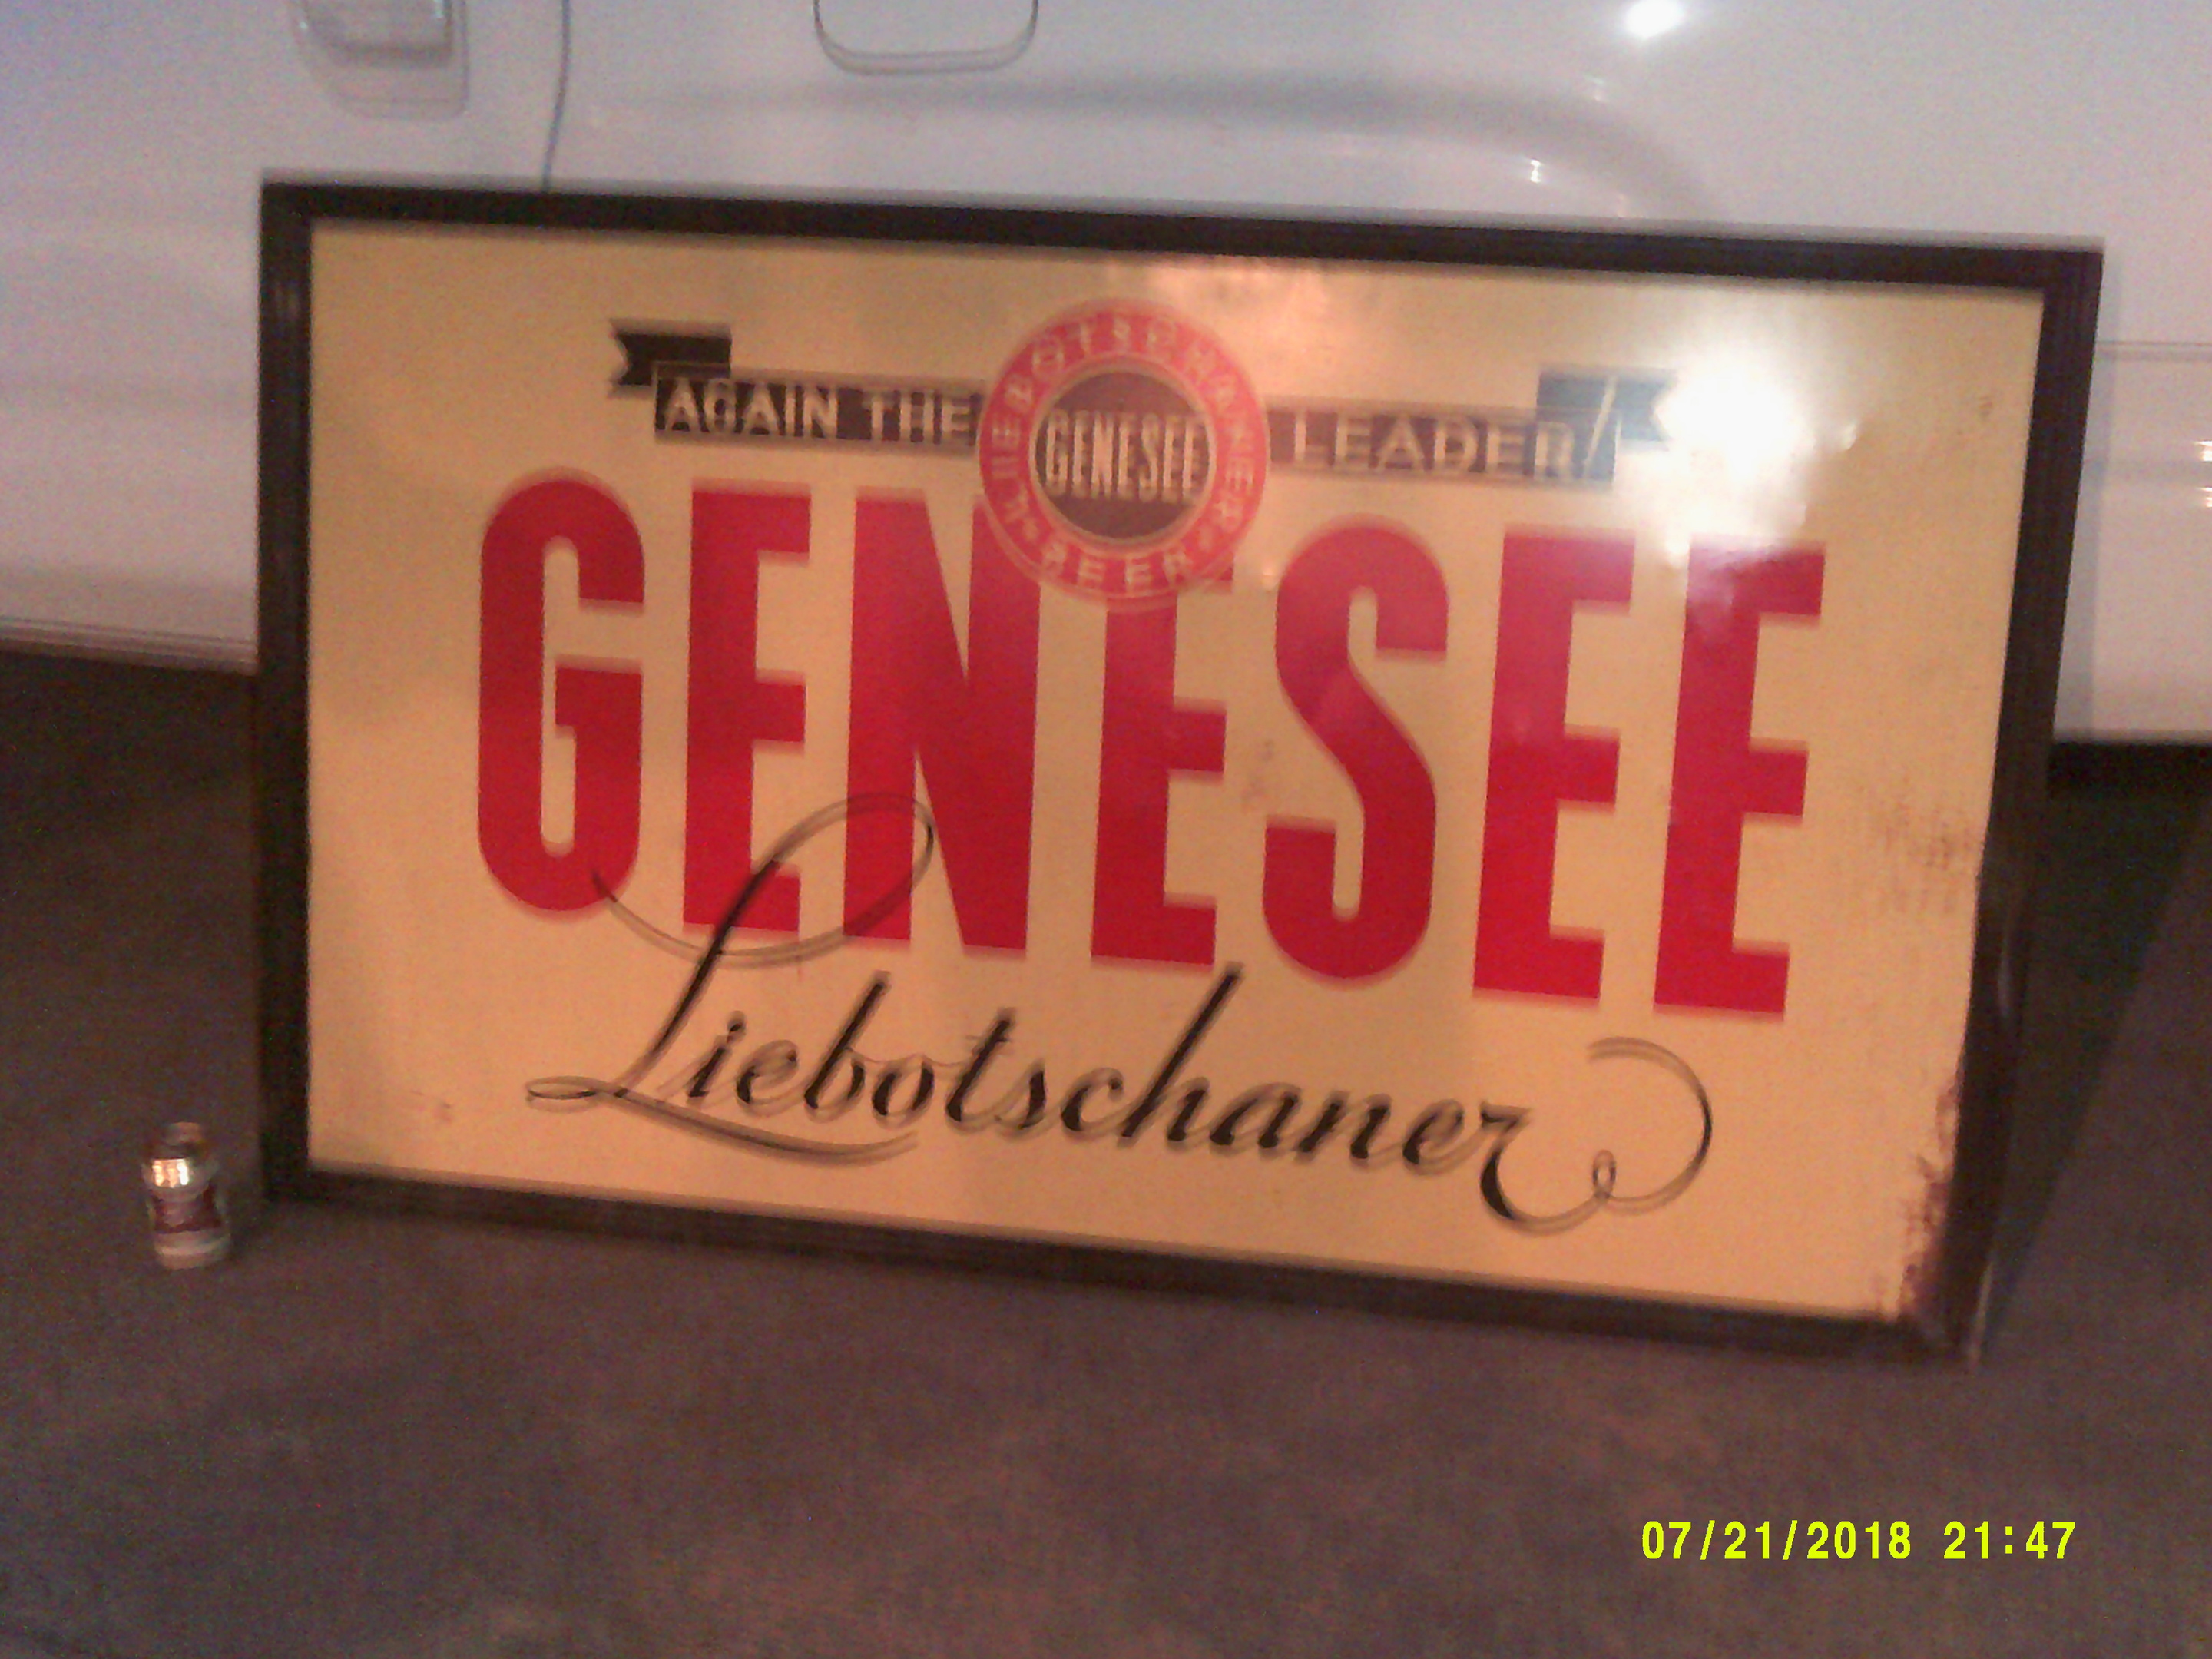 AGAIN THE LEADER!
LIEBOTSCHANER
GENESEE
BEER
GENESEE
Liebotschaner
07/21/2018 21:47